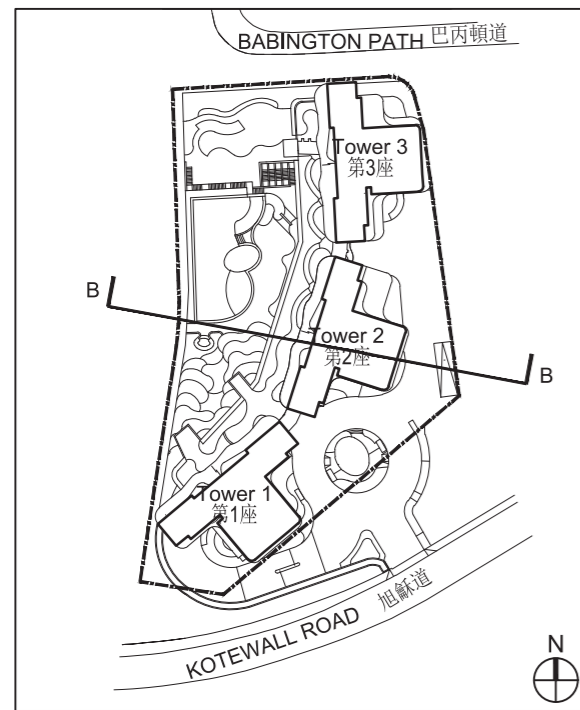 BABINGTON PATH 巴丙頓道
Tower 3
第3座
B
Tower 2
第2座
B
Tower 1
第1座
KOTEWALL ROAD 旭龢道
N